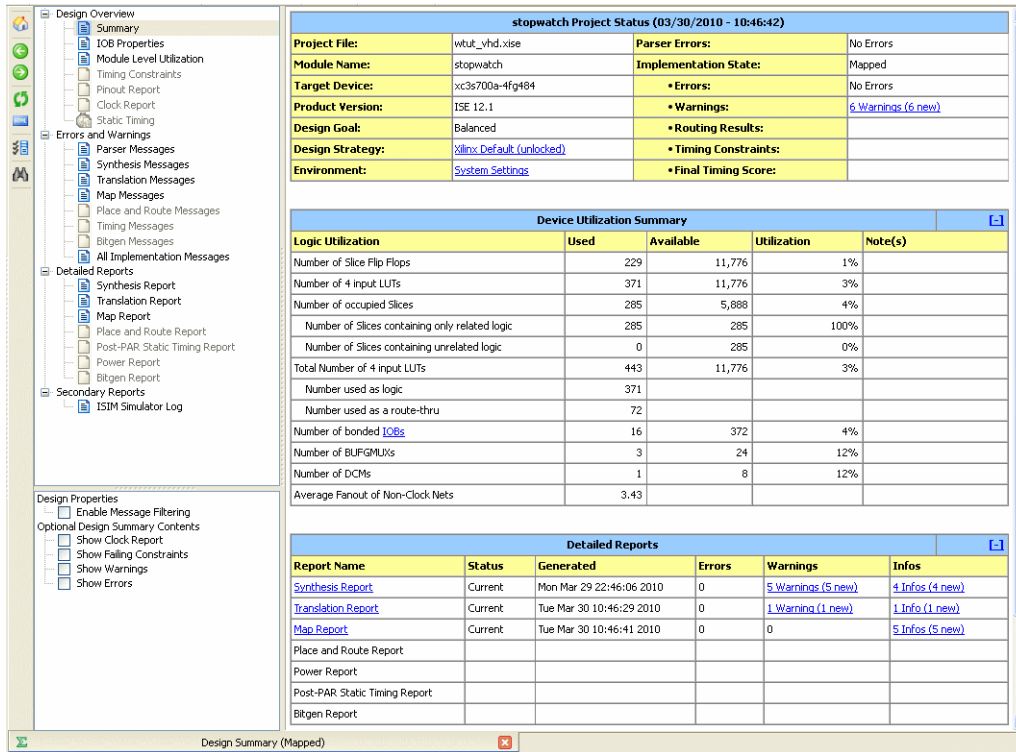 Design Overview
Summary
IOB Properties
Module Level Utilization
Timing Constraints
Pinout Report
Clock Report
Static Timing
Errors and Warnings
Parser Messages
Synthesis Messages
Translation Messages
Map Messages
Place and Route Messages
Timing Messages
Bitgen Messages
All Implementation Messages
Detailed Reports
Synthesis Report
Translation Report
Map Report
Place and Route Report
Post-PAR Static Timing Report
Power Report
Bitgen Report
Secondary Reports
ISIM Simulator Log
Design Properties
Enable Message Filtering
Optional Design Summary Contents
Show Clock Report
Show Failing Constraints
Show Warnings
Show Errors
stopwatch Project Status (03/30/2010 - 10:46:42)
Project File: wtut_vhd.xise Parser Errors: No Errors
Module Name: stopwatch Implementation State: Mapped
Target Device: xc3s700a-4fg484 • Errors: No Errors
Product Version: ISE 12.1 • Warnings: 6 Warnings (6 new)
Design Goal: Balanced • Routing Results:
Design Strategy: Xilinx Default (unlocked) • Timing Constraints:
Environment: System Settings • Final Timing Score:
Device Utilization Summary [-]
Logic Utilization Used Available Utilization Note(s)
Number of Slice Flip Flops 229 11,776 1%
Number of 4 input LUTs 371 11,776 3%
Number of occupied Slices 285 5,888 4%
Number of Slices containing only related logic 285 285 100%
Number of Slices containing unrelated logic 0 285 0%
Total Number of 4 input LUTs 443 11,776 3%
Number used as logic 371
Number used as a route-thru 72
Number of bonded IOBs 16 372 4%
Number of BUFGMUXs 3 24 12%
Number of DCMs 1 8 12%
Average Fanout of Non-Clock Nets 3.43
Detailed Reports [-]
Report Name Status Generated Errors Warnings Infos
Synthesis Report Current Mon Mar 29 22:46:06 2010 0 5 Warnings (5 new) 4 Infos (4 new)
Translation Report Current Tue Mar 30 10:46:29 2010 0 1 Warning (1 new) 1 Info (1 new)
Map Report Current Tue Mar 30 10:46:41 2010 0 0 5 Infos (5 new)
Place and Route Report
Power Report
Post-PAR Static Timing Report
Bitgen Report
Σ Design Summary (Mapped)